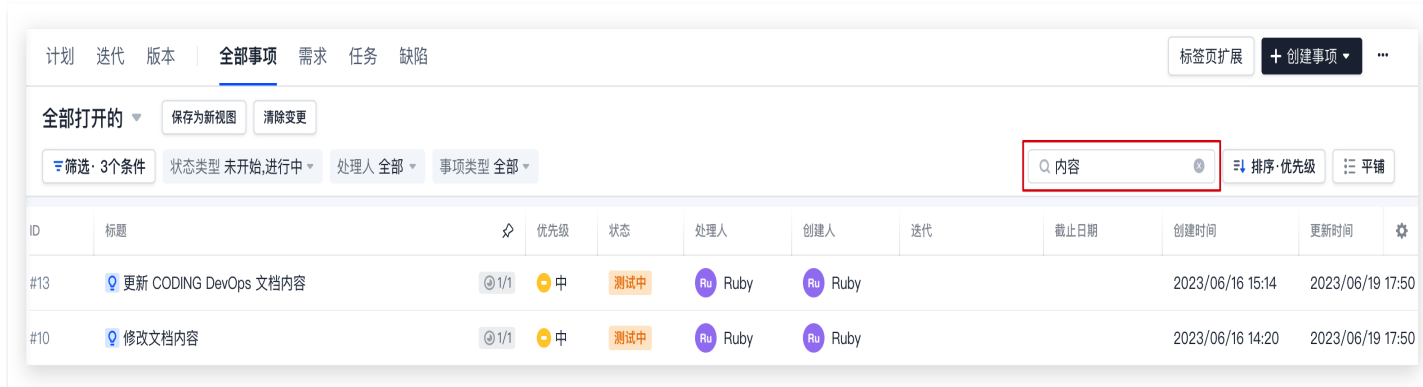 计划 迭代 版本 全部事项 需求 任务 缺陷 标签页扩展 + 创建事项 ···
全部打开的 保存为新视图 清除变更
筛选 · 3个条件 状态类型 未开始,进行中 处理人 全部 事项类型 全部 内容 排序·优先级 平铺
ID 标题 优先级 状态 处理人 创建人 迭代 截止日期 创建时间 更新时间
#13 更新 CODING DevOps 文档内容 1/1 中 测试中 Ru Ruby Ru Ruby 2023/06/16 15:14 2023/06/19 17:50
#10 修改文档内容 1/1 中 测试中 Ru Ruby Ru Ruby 2023/06/16 14:20 2023/06/19 17:50